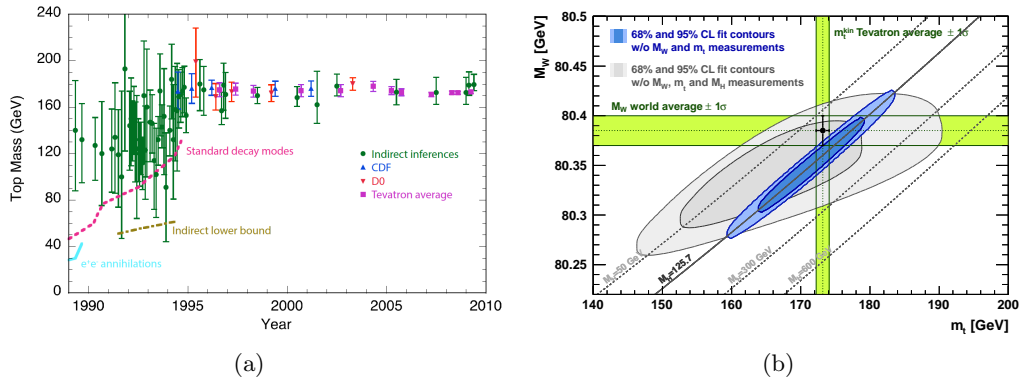 240
200
160
120
80
40
0
Top Mass (GeV)
1990
1995
2000
2005
2010
Year
Standard decay modes
Indirect inferences
CDF
D0
Tevatron average
Indirect lower bound
e⁺e⁻ annihilations
(a)
80.5
80.45
80.4
80.35
80.3
80.25
M_W [GeV]
68% and 95% CL fit contours
w/o M_W and m_t measurements
68% and 95% CL fit contours
w/o M_W, m_t and M_H measurements
m_t^kin Tevatron average ± 1σ
M_W world average ± 1σ
M_H=50 GeV
M_H=125.7
M_H=300 GeV
M_H=600 GeV
140
150
160
170
180
190
200
m_t [GeV]
(b)